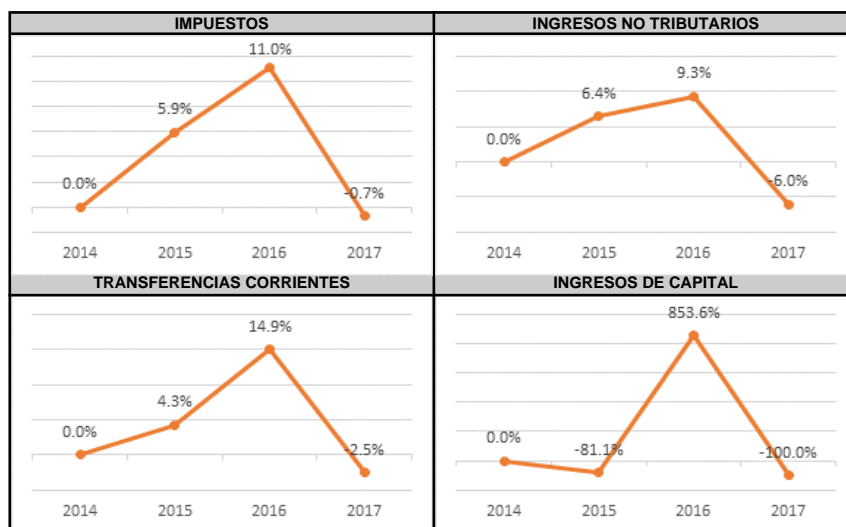 IMPUESTOS
11.0%
5.9%
0.0%
-0.7%
2014 2015 2016 2017
INGRESOS NO TRIBUTARIOS
9.3%
6.4%
0.0%
-6.0%
2014 2015 2016 2017
TRANSFERENCIAS CORRIENTES
14.9%
4.3%
0.0%
-2.5%
2014 2015 2016 2017
INGRESOS DE CAPITAL
853.6%
0.0%
-81.1%
-100.0%
2014 2015 2016 2017